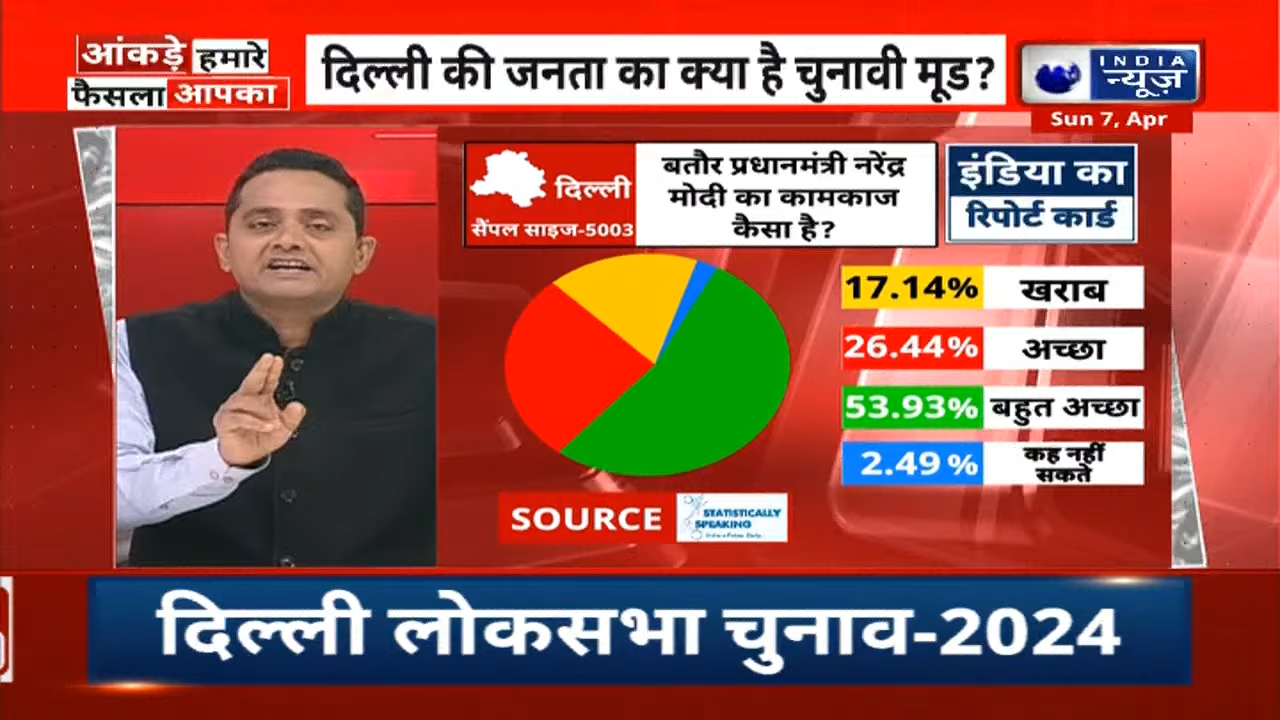 आंकड़े हमारे
फैसला आपका
दिल्ली की जनता का क्या है चुनावी मूड?
INDIA
न्यूज़
Sun 7, Apr
दिल्ली
सैंपल साइज-5003
बतौर प्रधानमंत्री नरेंद्र
मोदी का कामकाज
कैसा है?
इंडिया का
रिपोर्ट कार्ड
17.14% खराब
26.44% अच्छा
53.93% बहुत अच्छा
2.49 % कह नहीं
सकते
SOURCE
STATISTICALLY
SPEAKING
दिल्ली लोकसभा चुनाव-2024